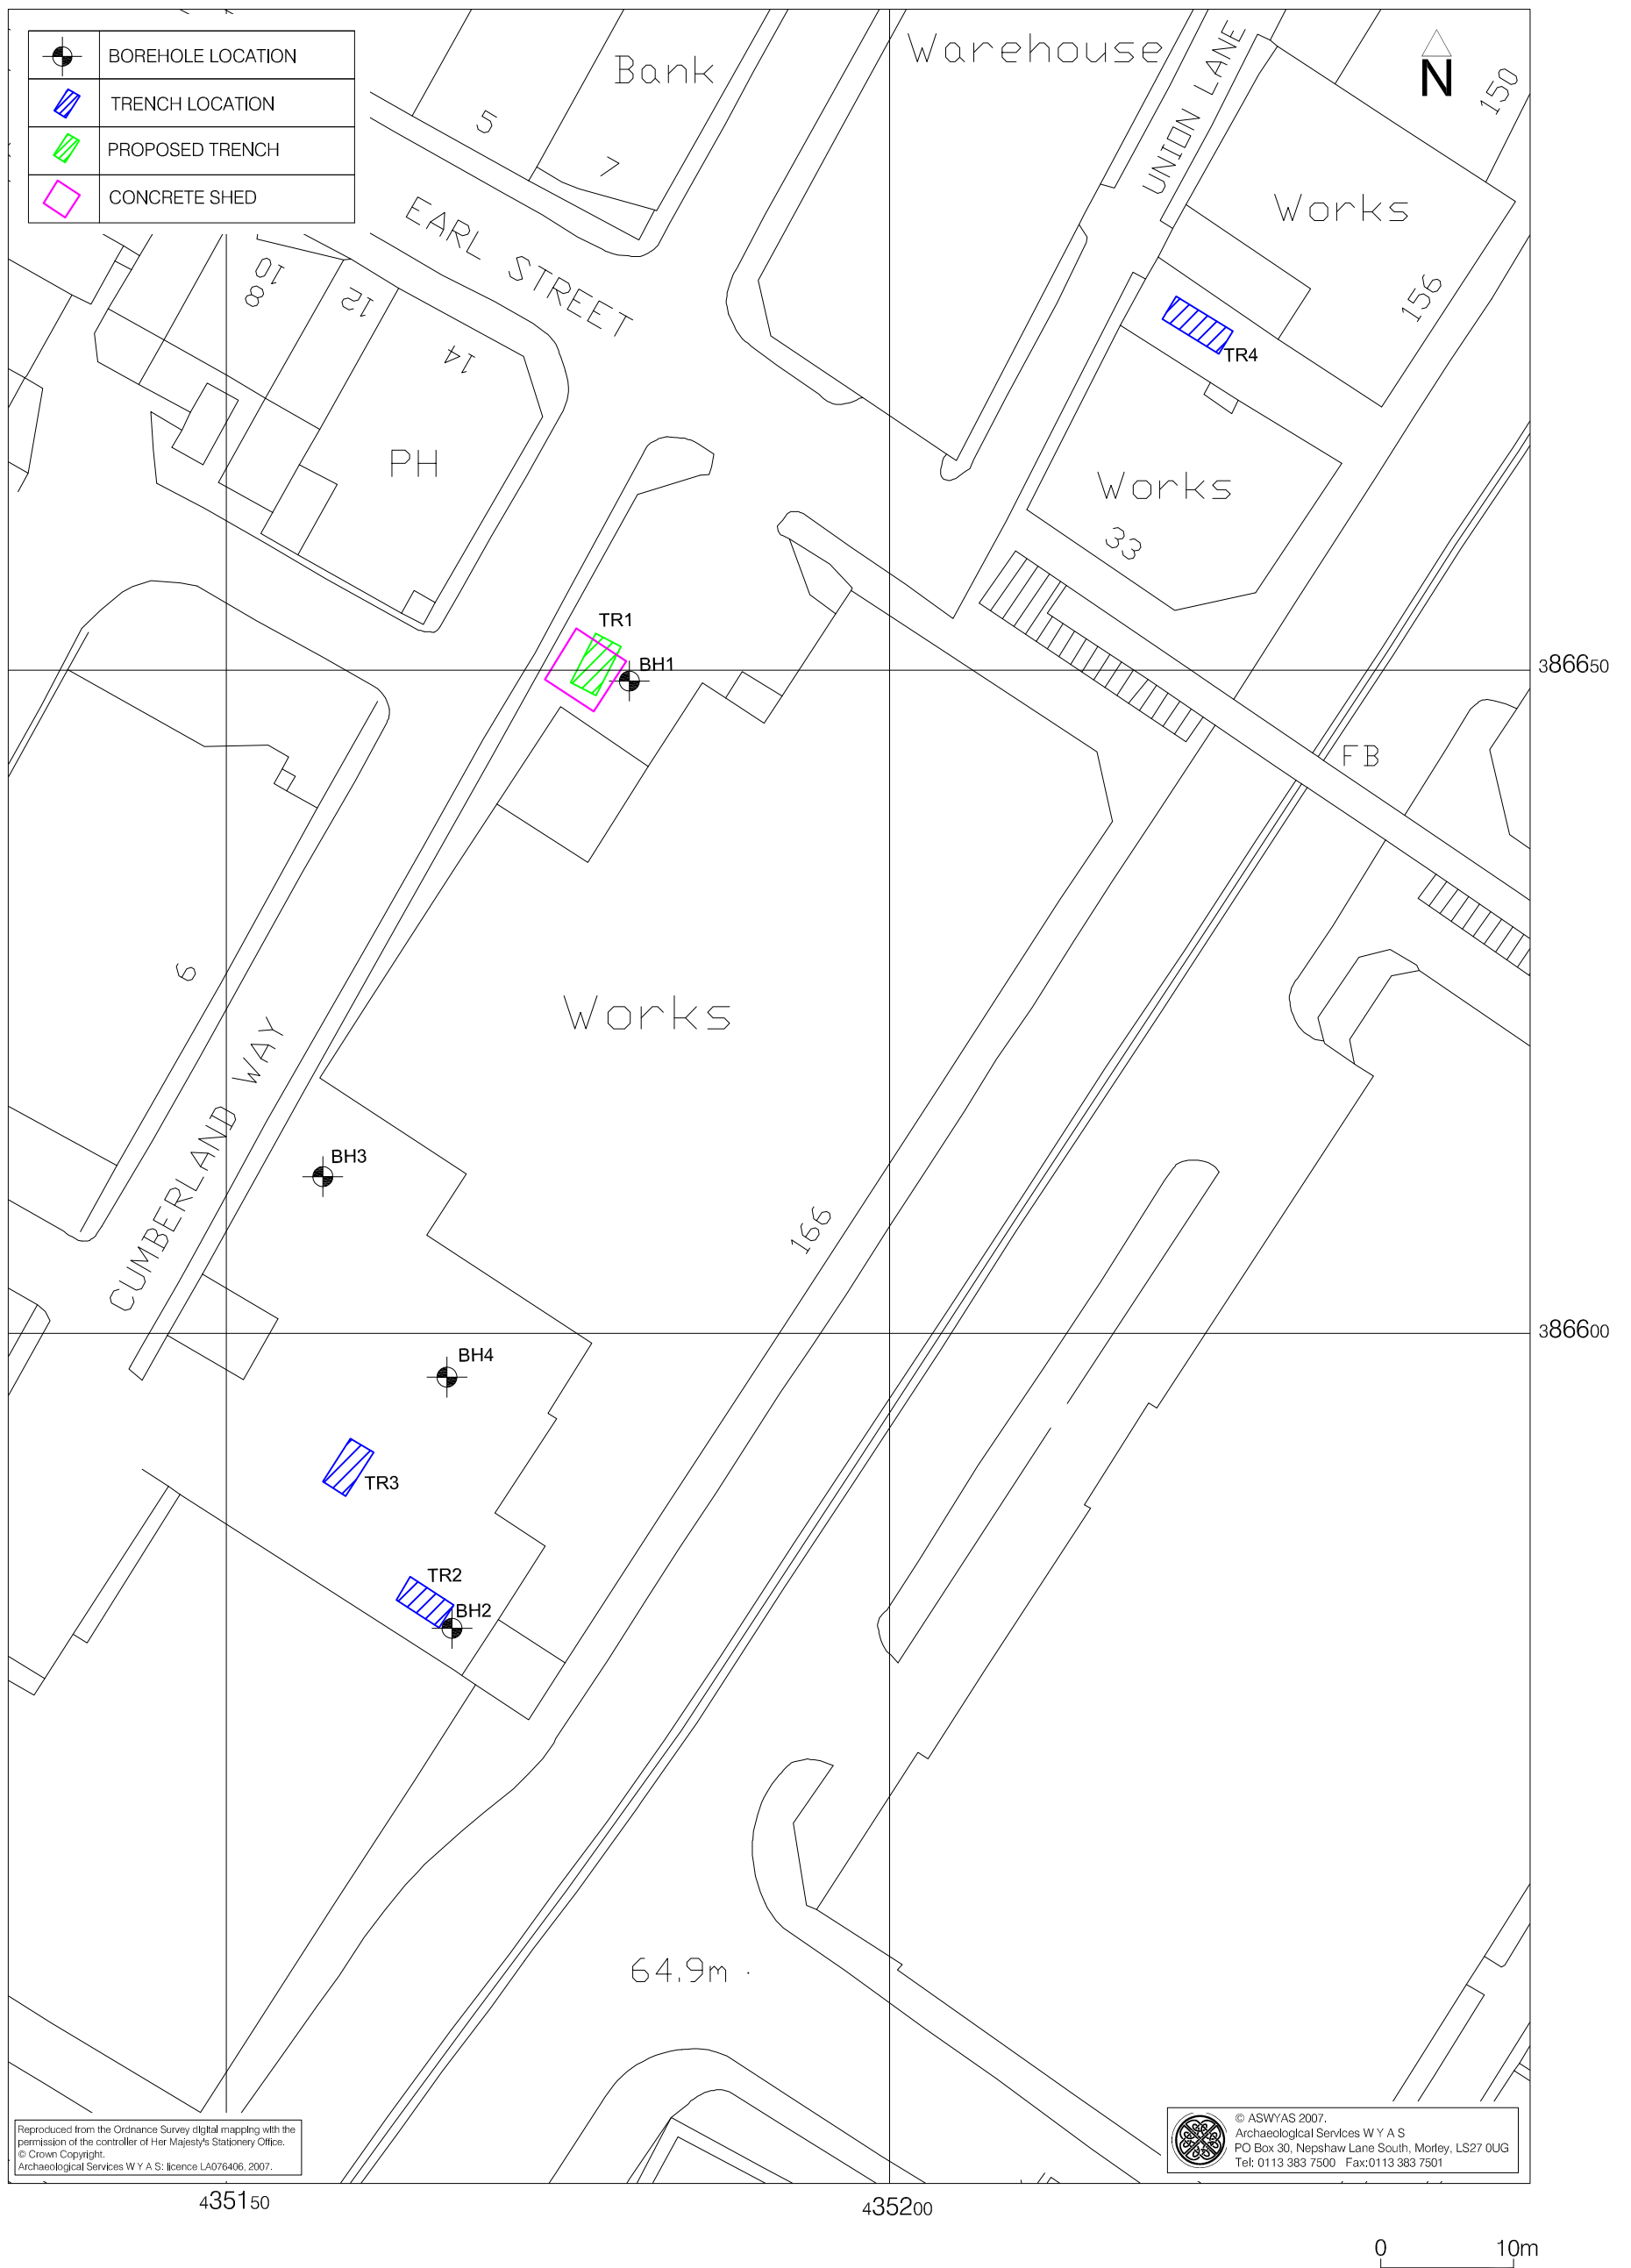 BOREHOLE LOCATION
TRENCH LOCATION
PROPOSED TRENCH
CONCRETE SHED
Bank
Warehouse
UNION LANE
N
150
5
7
Works
EARL STREET
10
8
12
14
156
TR4
PH
Works
33
TR1
BH1
386650
FB
6
Works
CUMBERLAND WAY
BH3
166
386600
BH4
TR3
TR2
BH2
64.9m
Reproduced from the Ordnance Survey digital mapping with the
permission of the controller of Her Majesty's Stationery Office.
© Crown Copyright.
Archaeological Services W Y A S: licence LA076406, 2007.
© ASWYAS 2007.
Archaeological Services W Y A S
PO Box 30, Nepshaw Lane South, Morley, LS27 0UG
Tel: 0113 383 7500 Fax:0113 383 7501
435150
435200
0 10m